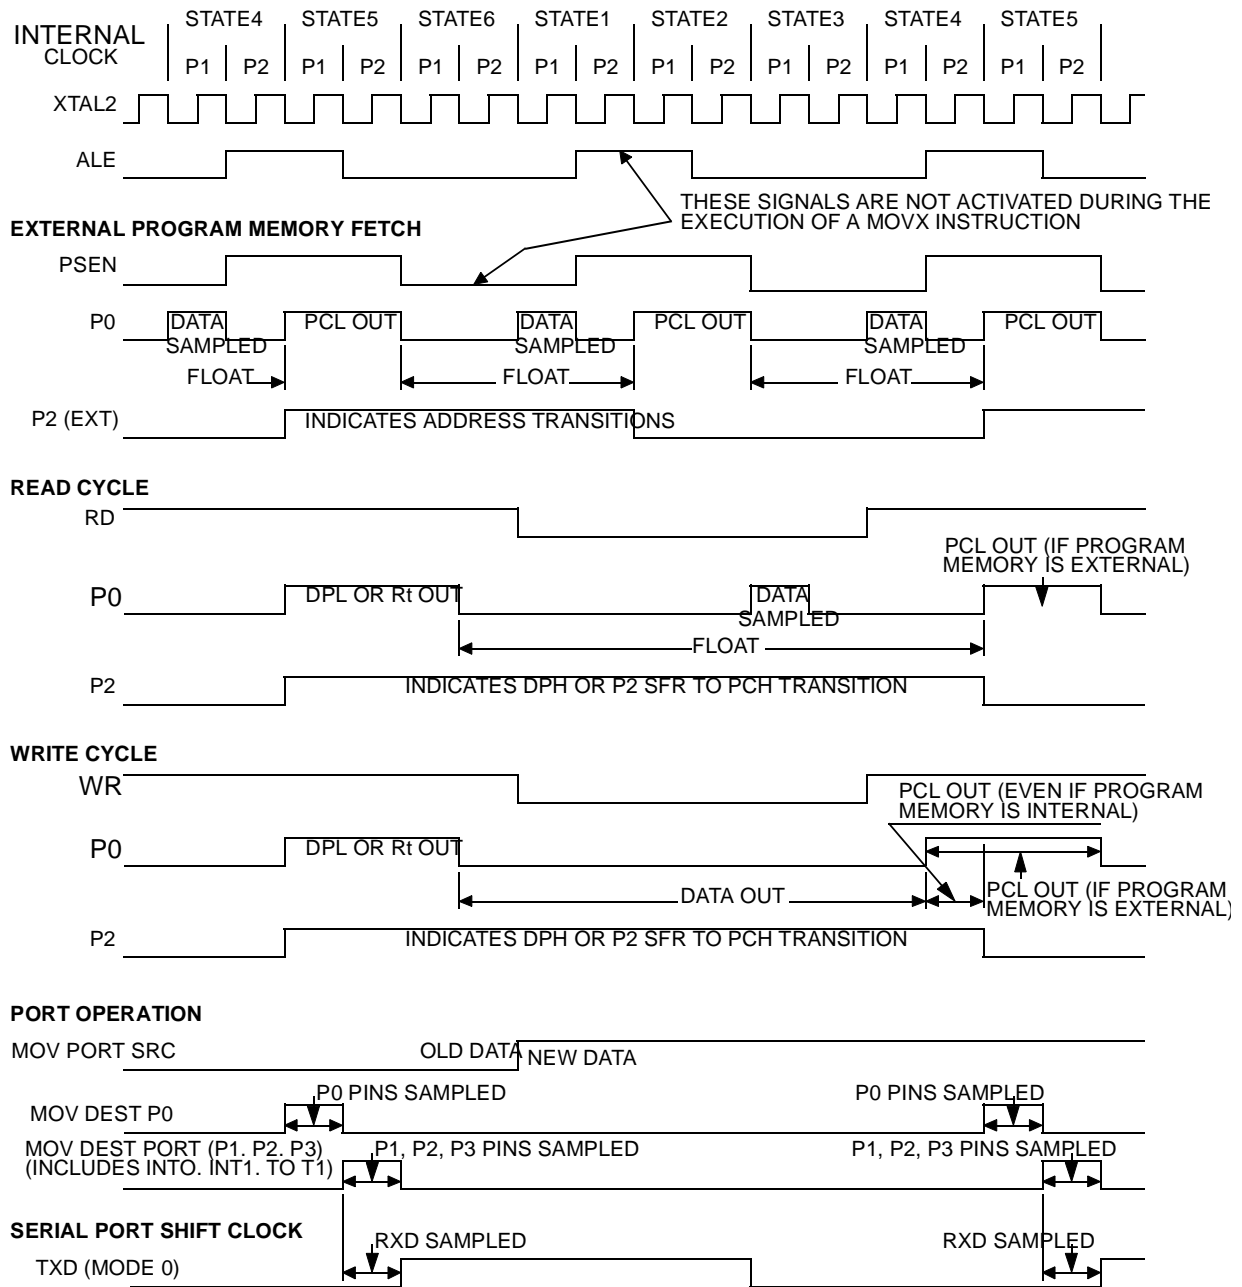 STATE4 STATE5 STATE6 STATE1 STATE2 STATE3 STATE4 STATE5
INTERNAL
CLOCK
P1 P2 P1 P2 P1 P2 P1 P2 P1 P2 P1 P2 P1 P2 P1 P2
XTAL2
ALE
THESE SIGNALS ARE NOT ACTIVATED DURING THE
EXECUTION OF A MOVX INSTRUCTION
EXTERNAL PROGRAM MEMORY FETCH
PSEN
P0 DATA PCL OUT DATA PCL OUT DATA PCL OUT
SAMPLED SAMPLED SAMPLED
FLOAT FLOAT FLOAT
P2 (EXT) INDICATES ADDRESS TRANSITIONS
READ CYCLE
RD
PCL OUT (IF PROGRAM
MEMORY IS EXTERNAL)
P0 DPL OR Rt OUT DATA
SAMPLED
FLOAT
P2 INDICATES DPH OR P2 SFR TO PCH TRANSITION
WRITE CYCLE
WR
PCL OUT (EVEN IF PROGRAM
MEMORY IS INTERNAL)
P0 DPL OR Rt OUT
DATA OUT
PCL OUT (IF PROGRAM
MEMORY IS EXTERNAL)
P2 INDICATES DPH OR P2 SFR TO PCH TRANSITION
PORT OPERATION
MOV PORT SRC OLD DATA NEW DATA
P0 PINS SAMPLED P0 PINS SAMPLED
MOV DEST P0
MOV DEST PORT (P1. P2. P3) P1, P2, P3 PINS SAMPLED P1, P2, P3 PINS SAMPLED
(INCLUDES INTO. INT1. TO T1)
SERIAL PORT SHIFT CLOCK
RXD SAMPLED RXD SAMPLED
TXD (MODE 0)